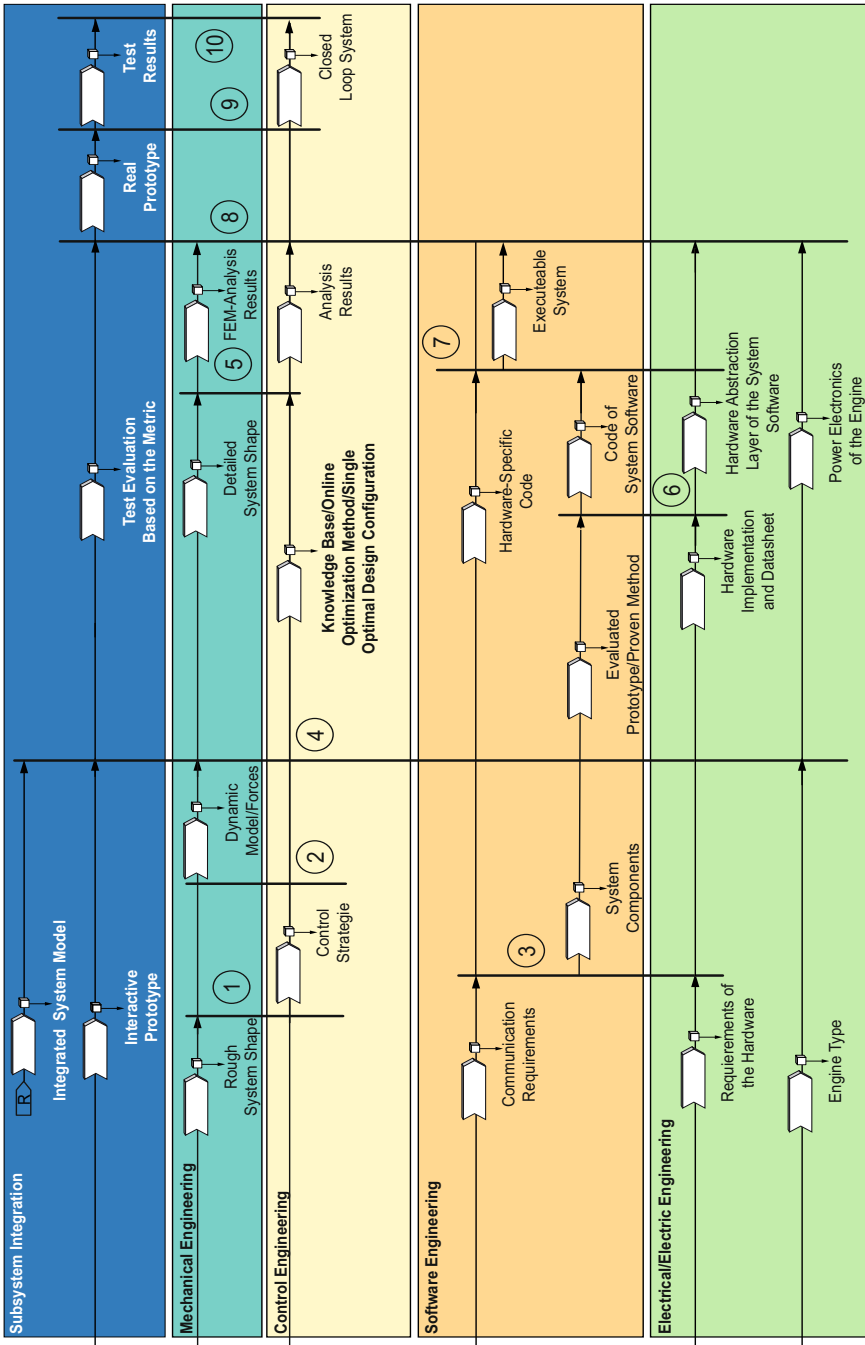 Subsystem Integration
R
Integrated System Model
Interactive
Prototype
Test Evaluation
Based on the Metric
Real
Prototype
Test
Results
Mechanical Engineering
Rough
System Shape
1
Dynamic
Model/Forces
Detailed
System Shape
5
FEM-Analysis
Results
8
9
10
Control Engineering
Control
Strategie
2
4
Knowledge Base/Online
Optimization Method/Single
Optimal Design Configuration
Analysis
Results
Closed
Loop System
Software Engineering
Communication
Requirements
3
System
Components
Evaluated
Prototype/Proven Method
Hardware-Specific
Code
Code of
System Software
7
Executeable
System
Electrical/Electric Engineering
Requierements of
the Hardware
Engine Type
Hardware
Implementation
and Datasheet
6
Hardware Abstraction
Layer of the System
Software
Power Electronics
of the Engine